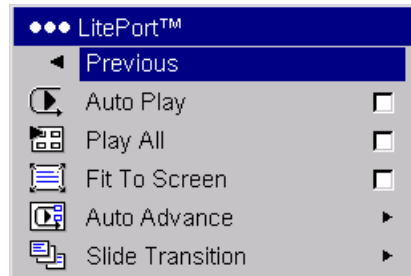 LitePort™
Previous
Auto Play
Play All
Fit To Screen
Auto Advance
Slide Transition